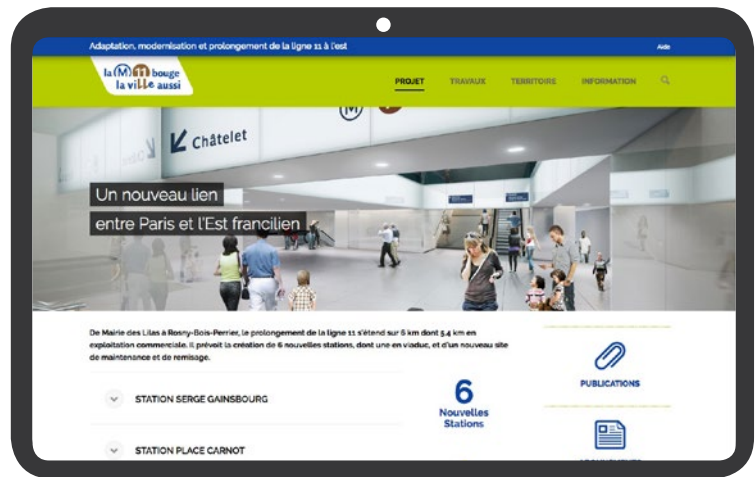 Adaptation, modernisation et prolongement de la ligne 11 à l'est
Aide
la M 11 bouge
la ville aussi
PROJET TRAVAUX TERRITOIRE INFORMATION
M
Châtelet
Un nouveau lien
entre Paris et l'Est francilien
De Mairie des Lilas à Rosny-Bois-Perrier, le prolongement de la ligne 11 s'étend sur 6 km dont 5,4 km en
exploitation commerciale. Il prévoit la création de 6 nouvelles stations, dont une en viaduc, et d'un nouveau site
de maintenance et de remisage.
STATION SERGE GAINSBOURG
STATION PLACE CARNOT
6
Nouvelles
Stations
PUBLICATIONS